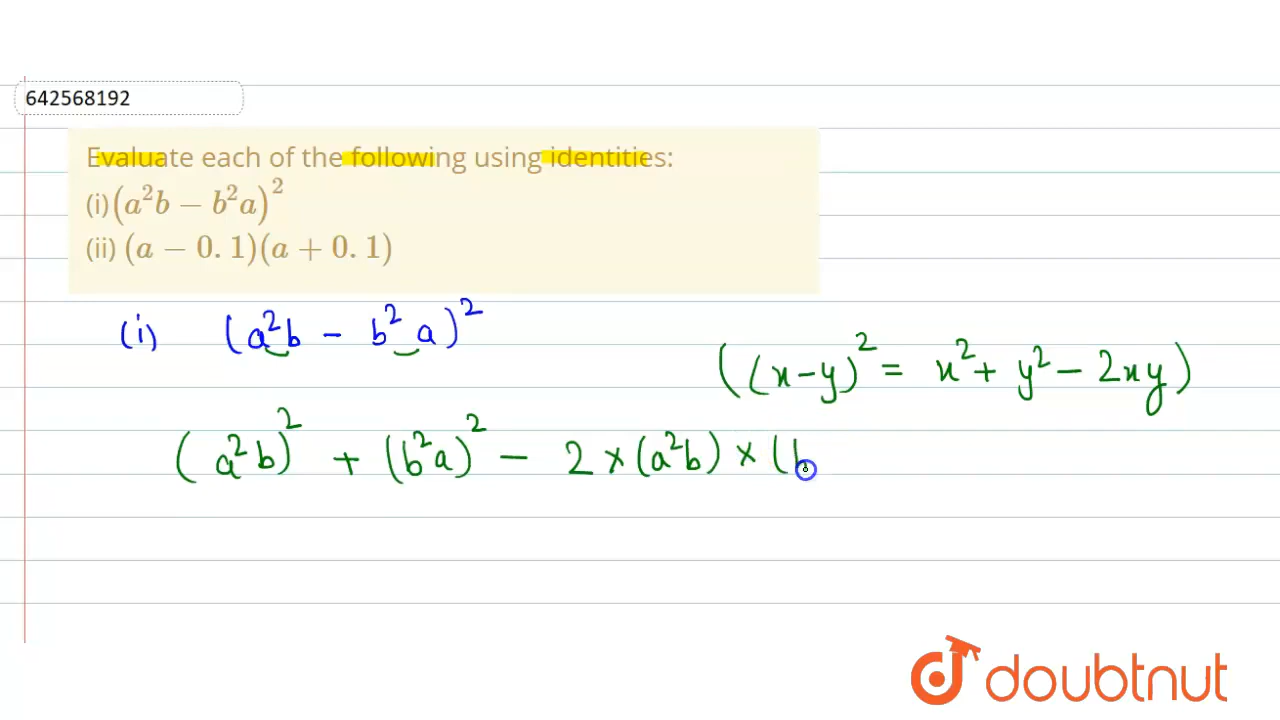 642568192
Evaluate each of the following using identities:
(i) (a²b − b²a)²
(ii) (a − 0. 1)(a + 0. 1)
(i) (a²b − b²a)²
((x−y)² = x² + y² − 2xy)
(a²b)² + (b²a)² − 2 × (a²b) × (b
doubtnut